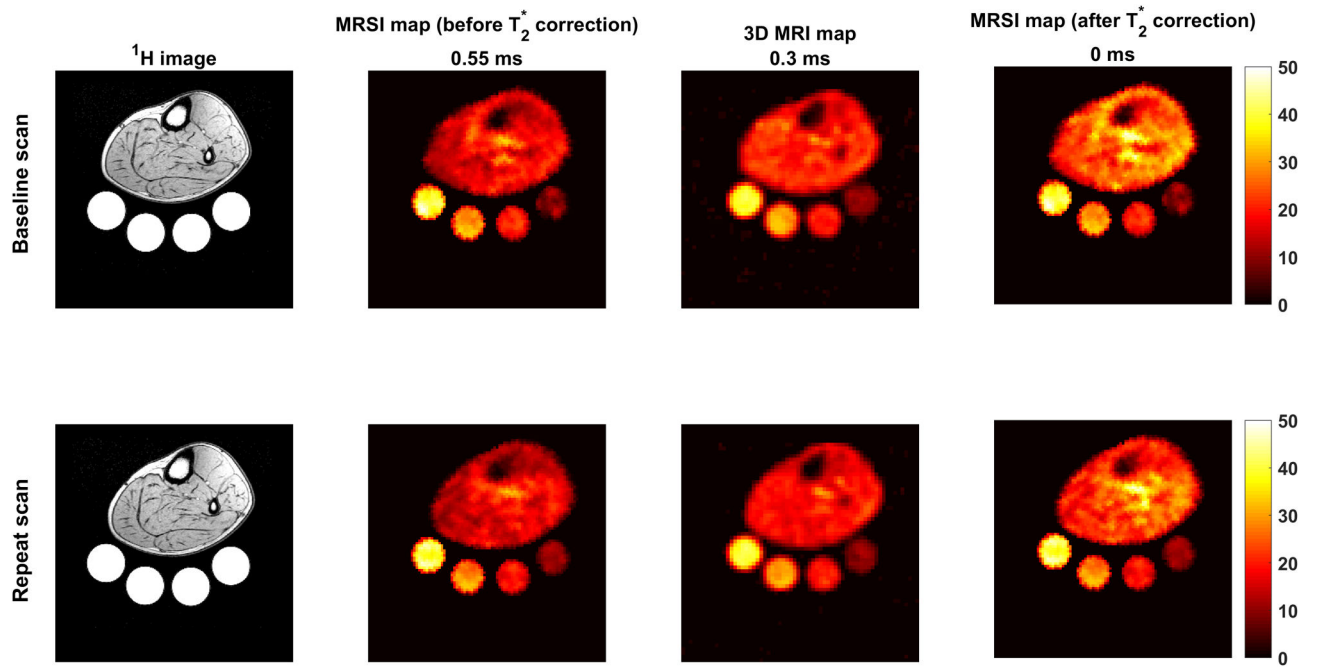 MRSI map (before T₂* correction)
MRSI map (after T₂* correction)
3D MRI map
¹H image
0.55 ms
0.3 ms
0 ms
Baseline scan
50
40
30
20
10
0
Repeat scan
50
40
30
20
10
0